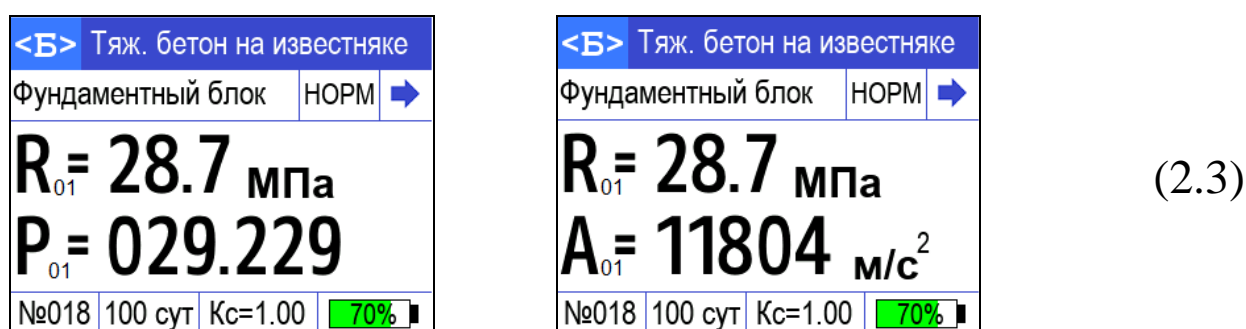 <Б> Тяж. бетон на известняке
Фундаментный блок НОРМ
R01= 28.7 МПа
P01= 029.229
№018 100 сут Кс=1.00 70%
<Б> Тяж. бетон на известняке
Фундаментный блок НОРМ
R01= 28.7 МПа
A01= 11804 м/с²
№018 100 сут Кс=1.00 70%
(2.3)